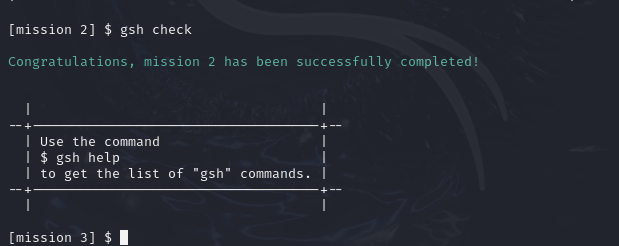 [mission 2] $ gsh check
Congratulations, mission 2 has been successfully completed!
Use the command
$ gsh help
to get the list of "gsh" commands.
[mission 3] $